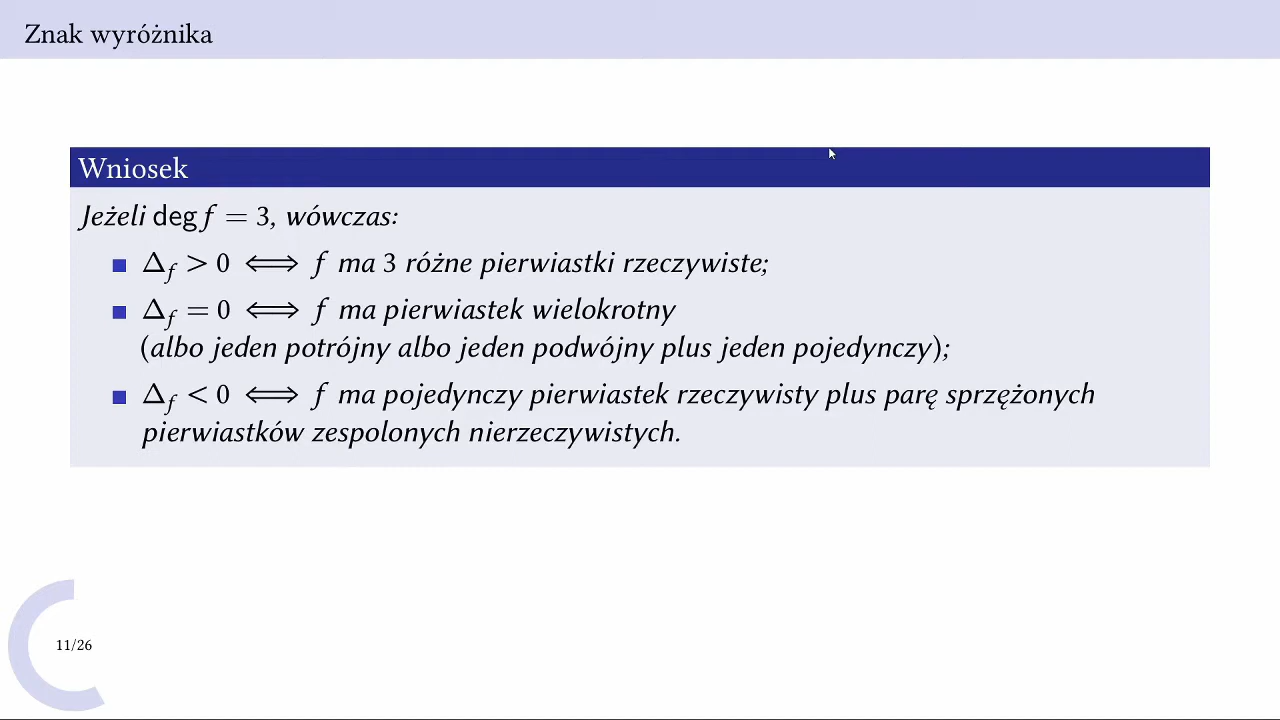 Znak wyróżnika
Wniosek
Jeżeli deg f = 3, wówczas:
■ Δ_f > 0 ⟺ f ma 3 różne pierwiastki rzeczywiste;
■ Δ_f = 0 ⟺ f ma pierwiastek wielokrotny
(albo jeden potrójny albo jeden podwójny plus jeden pojedynczy);
■ Δ_f < 0 ⟺ f ma pojedynczy pierwiastek rzeczywisty plus parę sprzężonych
pierwiastków zespolonych nierzeczywistych.
11/26